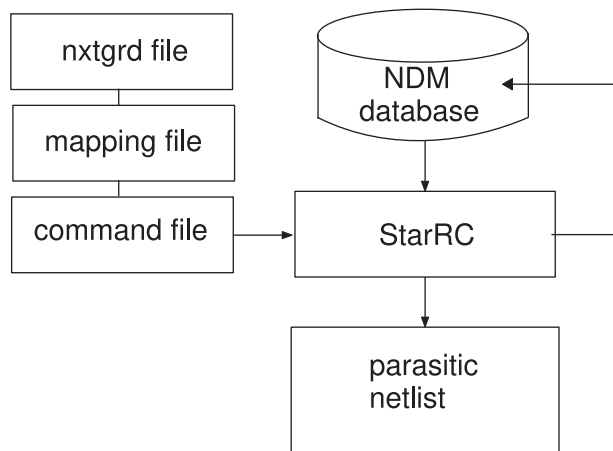 nxtgrd file
mapping file
command file
NDM
database
StarRC
parasitic
netlist